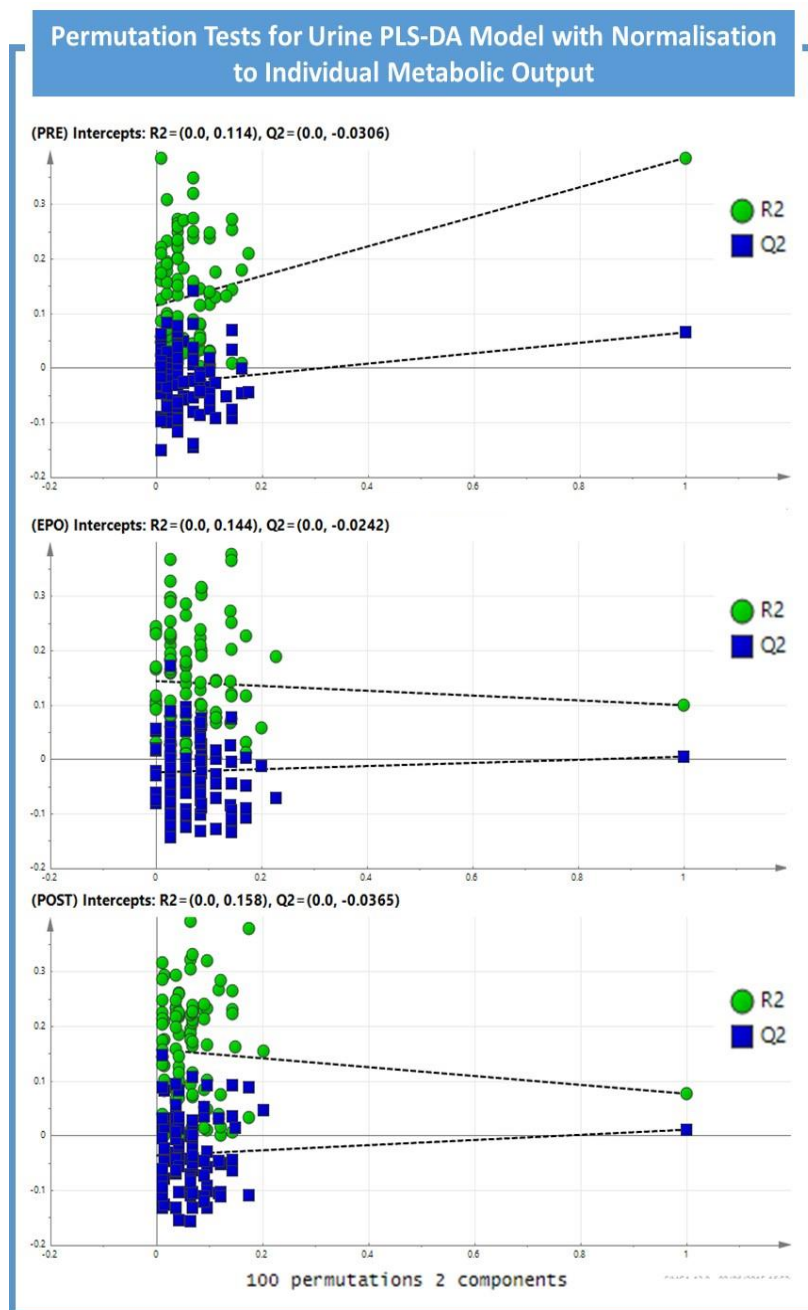 Permutation Tests for Urine PLS-DA Model with Normalisation
to Individual Metabolic Output
(PRE) Intercepts: R2=(0.0, 0.114), Q2=(0.0, -0.0306)
0.3
0.2
0.1
0
-0.1
-0.2
-0.2 0 0.2 0.4 0.6 0.8 1
R2
Q2
(EPO) Intercepts: R2=(0.0, 0.144), Q2=(0.0, -0.0242)
0.3
0.2
0.1
0
-0.1
-0.2
-0.2 0 0.2 0.4 0.6 0.8 1
R2
Q2
(POST) Intercepts: R2=(0.0, 0.158), Q2=(0.0, -0.0365)
0.3
0.2
0.1
0
-0.1
-0.2
-0.2 0 0.2 0.4 0.6 0.8 1
R2
Q2
100 permutations 2 components